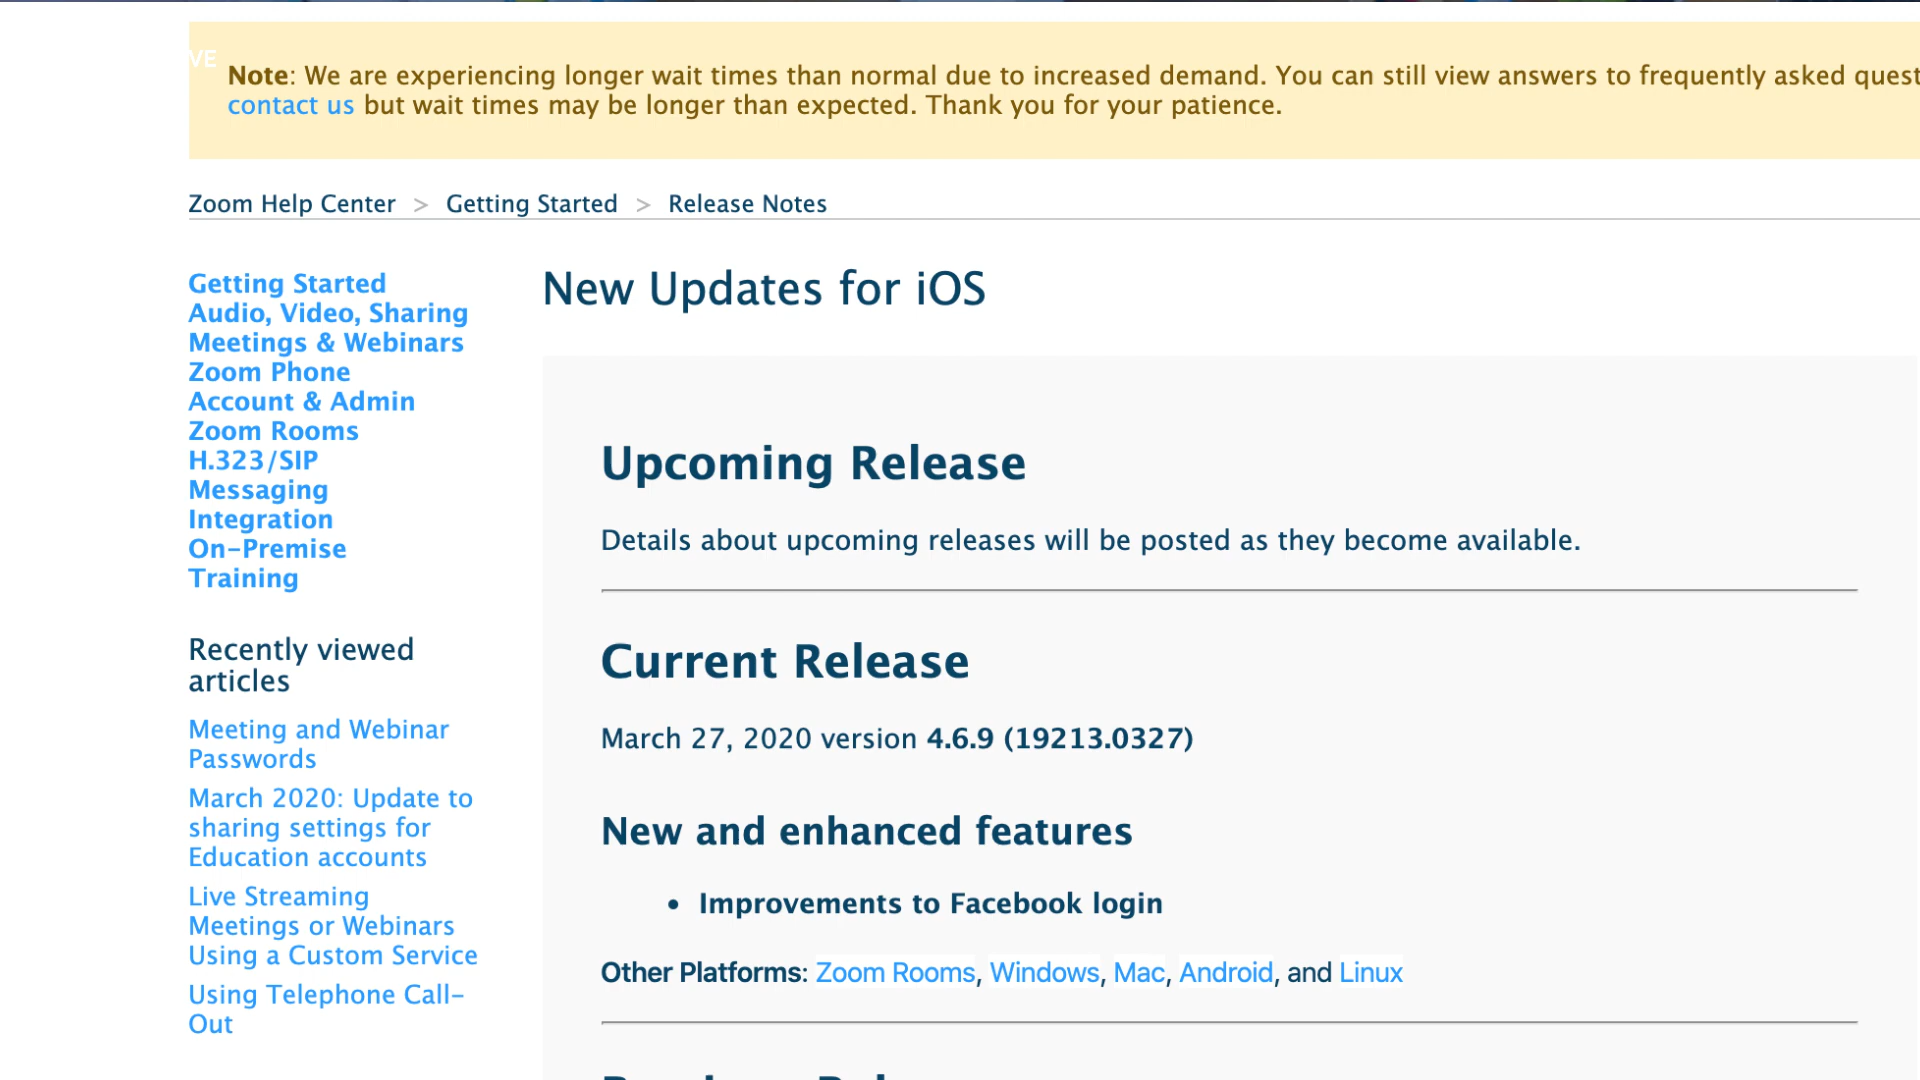 VE
Note: We are experiencing longer wait times than normal due to increased demand. You can still view answers to frequently asked
contact us but wait times may be longer than expected. Thank you for your patience.
Zoom Help Center > Getting Started > Release Notes
Getting Started
Audio, Video, Sharing
Meetings & Webinars
Zoom Phone
Account & Admin
Zoom Rooms
H.323/SIP
Messaging
Integration
On-Premise
Training
Recently viewed
articles
Meeting and Webinar
Passwords
March 2020: Update to
sharing settings for
Education accounts
Live Streaming
Meetings or Webinars
Using a Custom Service
Using Telephone Call-
Out
New Updates for iOS
Upcoming Release
Details about upcoming releases will be posted as they become available.
Current Release
March 27, 2020 version 4.6.9 (19213.0327)
New and enhanced features
• Improvements to Facebook login
Other Platforms: Zoom Rooms, Windows, Mac, Android, and Linux